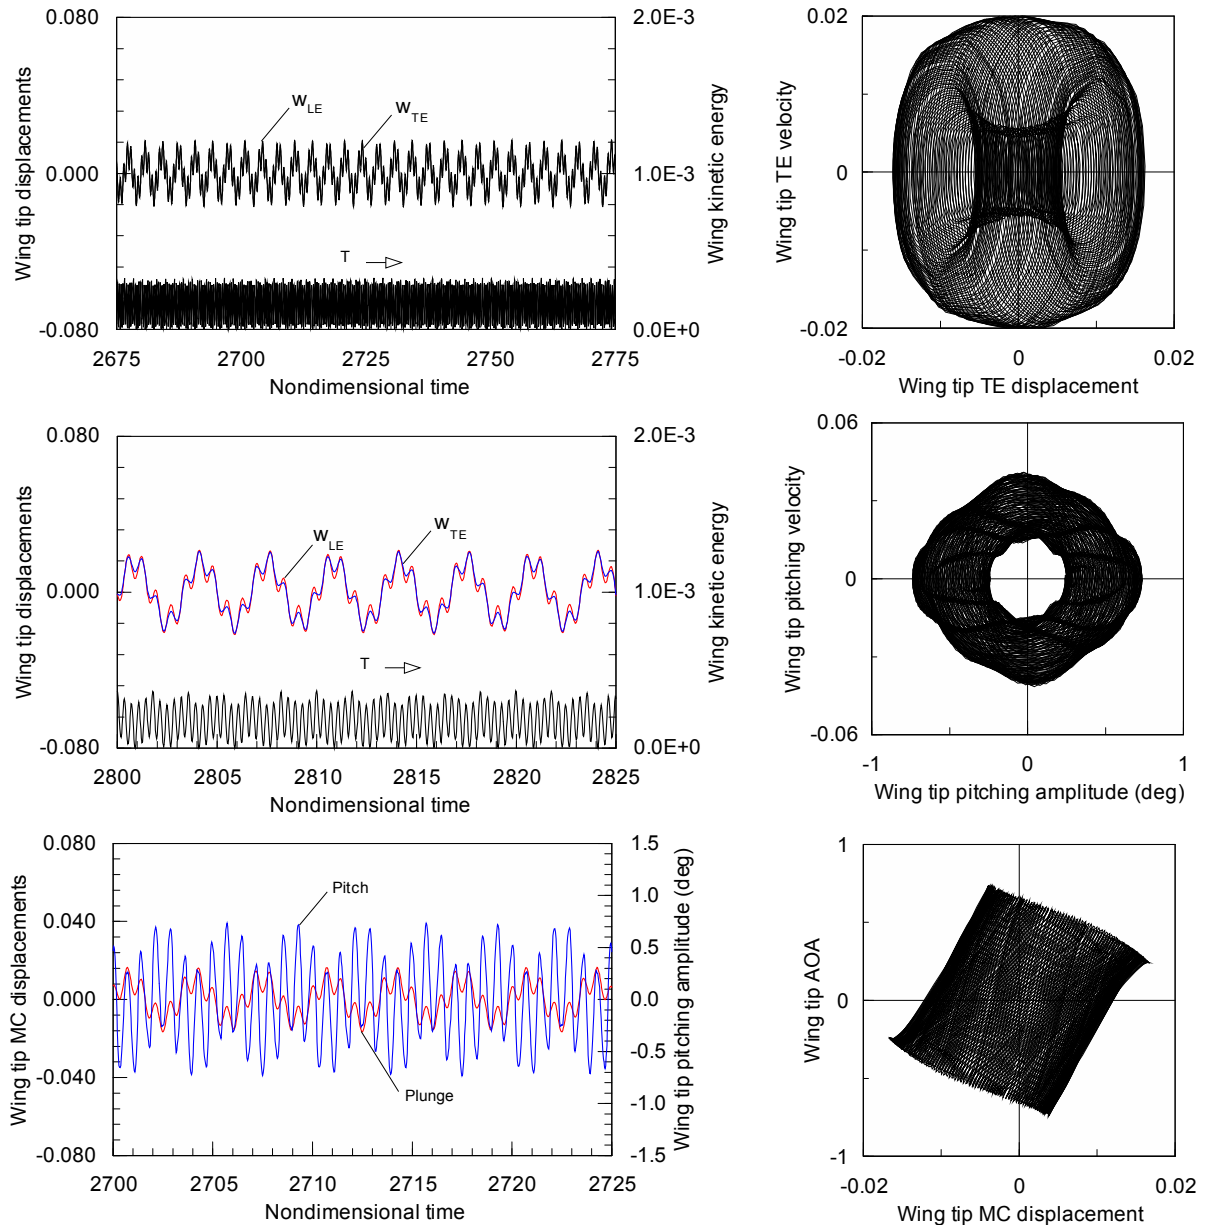 0.080
0.000
-0.080
Wing tip displacements
W LE
W TE
T
2.0E-3
1.0E-3
0.0E+0
Wing kinetic energy
2675 2700 2725 2750 2775
Nondimensional time
0.02
0
-0.02
Wing tip TE velocity
-0.02 0 0.02
Wing tip TE displacement
0.080
0.000
-0.080
Wing tip displacements
W LE
W TE
T
2.0E-3
1.0E-3
0.0E+0
Wing kinetic energy
2800 2805 2810 2815 2820 2825
Nondimensional time
0.06
0
-0.06
Wing tip pitching velocity
-1 0 1
Wing tip pitching amplitude (deg)
0.080
0.040
0.000
-0.040
-0.080
Wing tip MC displacements
Pitch
Plunge
1.5
1.0
0.5
0.0
-0.5
-1.0
-1.5
Wing tip pitching amplitude (deg)
2700 2705 2710 2715 2720 2725
Nondimensional time
1
0
-1
Wing tip AOA
-0.02 0 0.02
Wing tip MC displacement